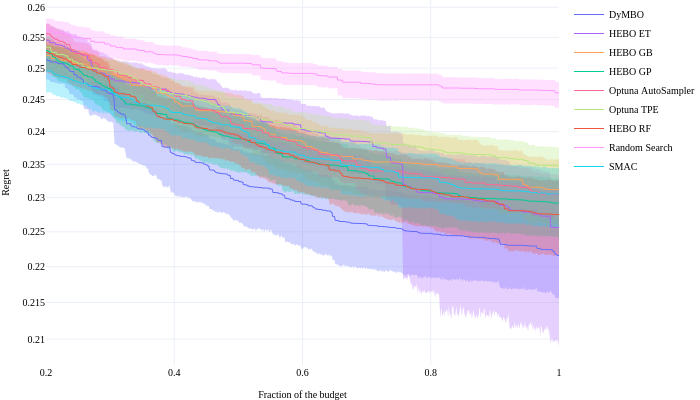 0.26
0.255
0.25
0.245
0.24
0.235
0.23
0.225
0.22
0.215
0.21
Regret
0.2
0.4
0.6
0.8
1
Fraction of the budget
DyMBO
HEBO ET
HEBO GB
HEBO GP
Optuna AutoSampler
Optuna TPE
HEBO RF
Random Search
SMAC